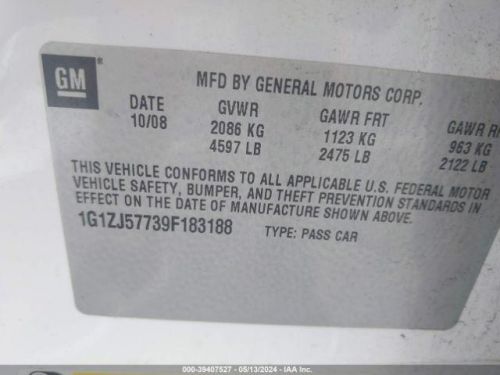 GM
MFD BY GENERAL MOTORS CORP.
DATE GVWR GAWR FRT GAWR
10/08 2086 KG 1123 KG 963 KG
4597 LB 2475 LB 2122 LB
THIS VEHICLE CONFORMS TO ALL APPLICABLE U.S. FEDERAL MOTOR
VEHICLE SAFETY, BUMPER, AND THEFT PREVENTION STANDARDS IN
EFFECT ON THE DATE OF MANUFACTURE SHOWN ABOVE.
1G1ZJ57739F183188 TYPE: PASS CAR
000-39407527 - 05/13/2024 - IAA Inc.